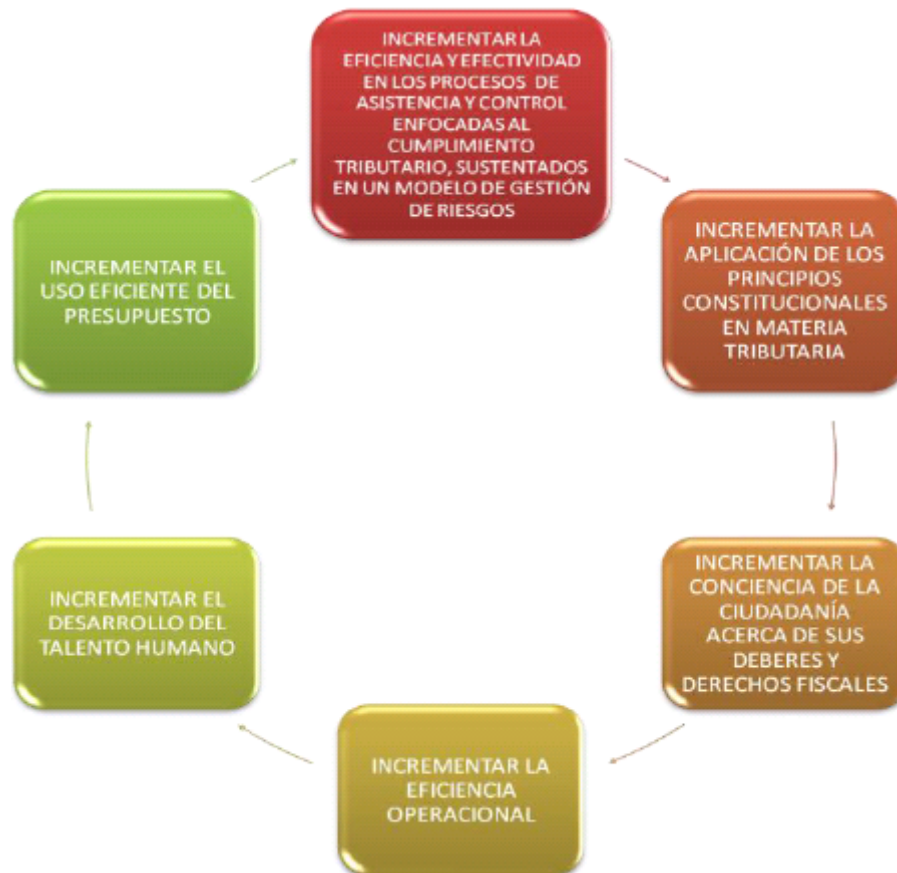 INCREMENTAR LA
EFICIENCIA Y EFECTIVIDAD
EN LOS PROCESOS DE
ASISTENCIA Y CONTROL
ENFOCADAS AL
CUMPLIMIENTO
TRIBUTARIO, SUSTENTADOS
EN UN MODELO DE GESTIÓN
DE RIESGOS
INCREMENTAR LA
APLICACIÓN DE LOS
PRINCIPIOS
CONSTITUCIONALES
EN MATERIA
TRIBUTARIA
INCREMENTAR LA
CONCIENCIA DE LA
CIUDADANÍA
ACERCA DE SUS
DEBERES Y
DERECHOS FISCALES
INCREMENTAR LA
EFICIENCIA
OPERACIONAL
INCREMENTAR EL
DESARROLLO DEL
TALENTO HUMANO
INCREMENTAR EL
USO EFICIENTE DEL
PRESUPUESTO